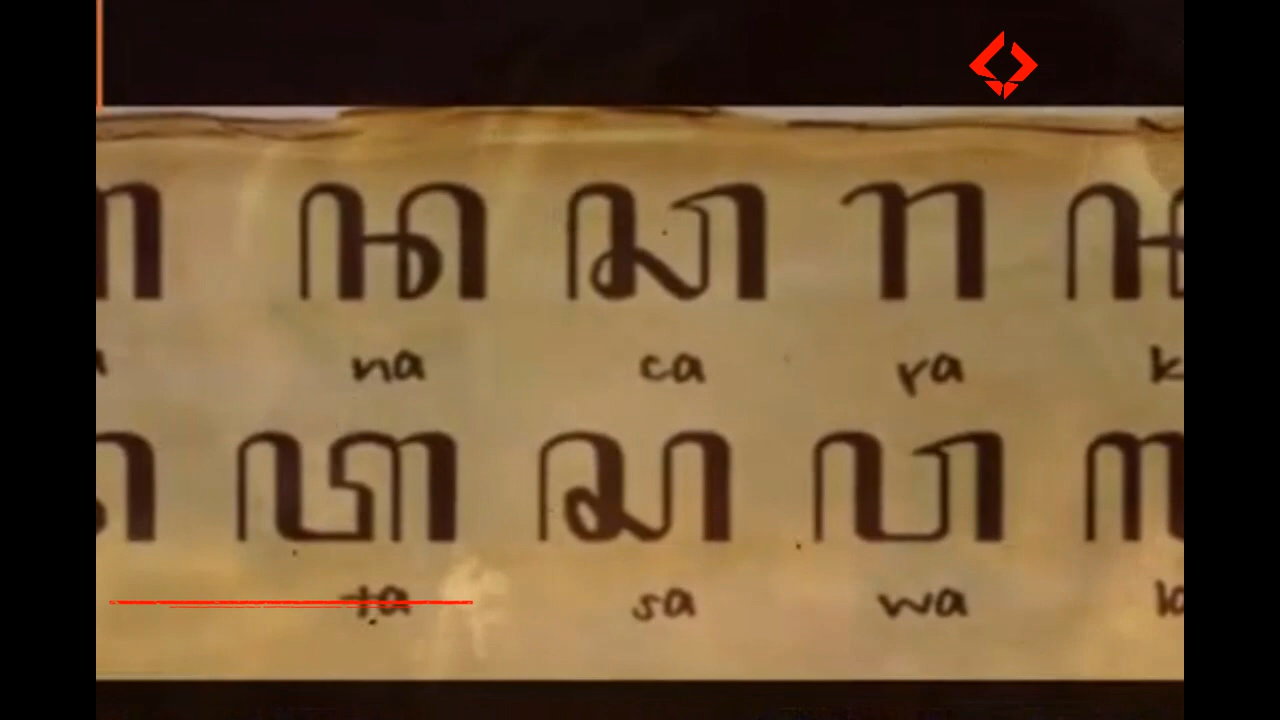 ꦤ ꦕ ꦫ
na ca ra
ꦠ ꦱ ꦮ
ta sa wa